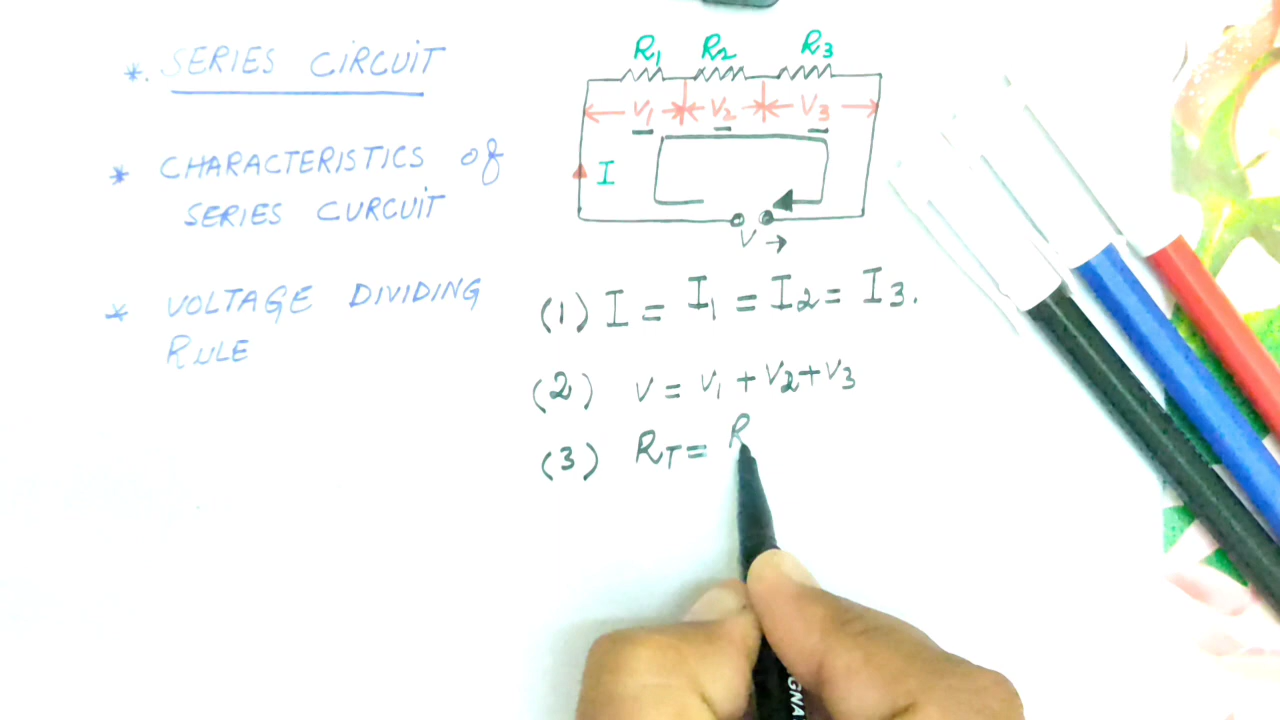 *. SERIES CIRCUIT
* CHARACTERISTICS of
SERIES CURCUIT
* VOLTAGE DIVIDING
RULE
R1 R2 R3
V1 V2 V3
I
V →
(1) I = I1 = I2 = I3.
(2) V = V1 + V2 + V3
(3) RT = R